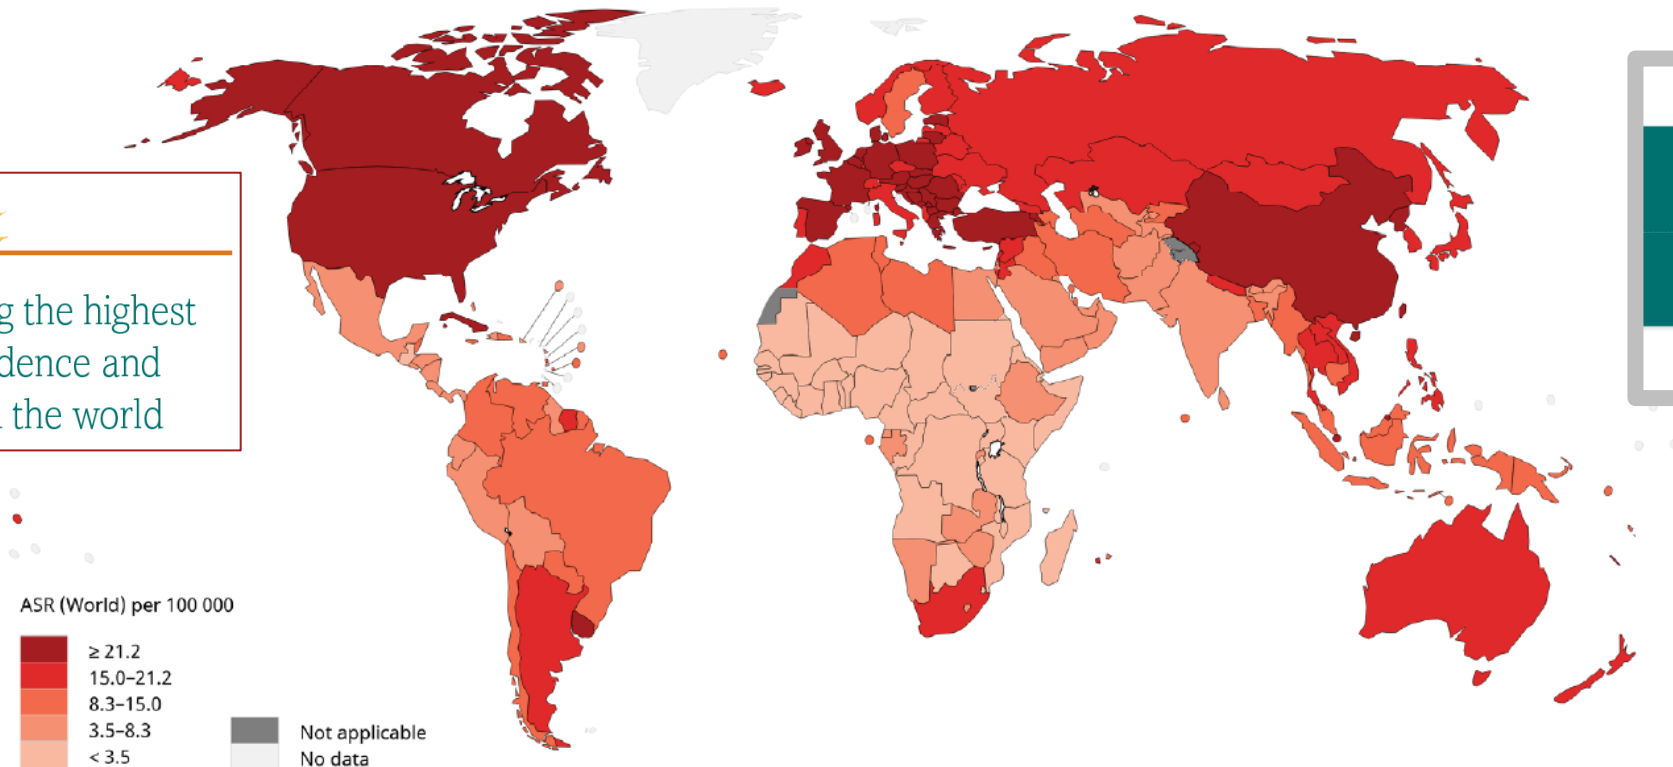 g the highest
dence and
the world
ASR (World) per 100 000
≥ 21.2
15.0–21.2
8.3–15.0
3.5–8.3
< 3.5
Not applicable
No data